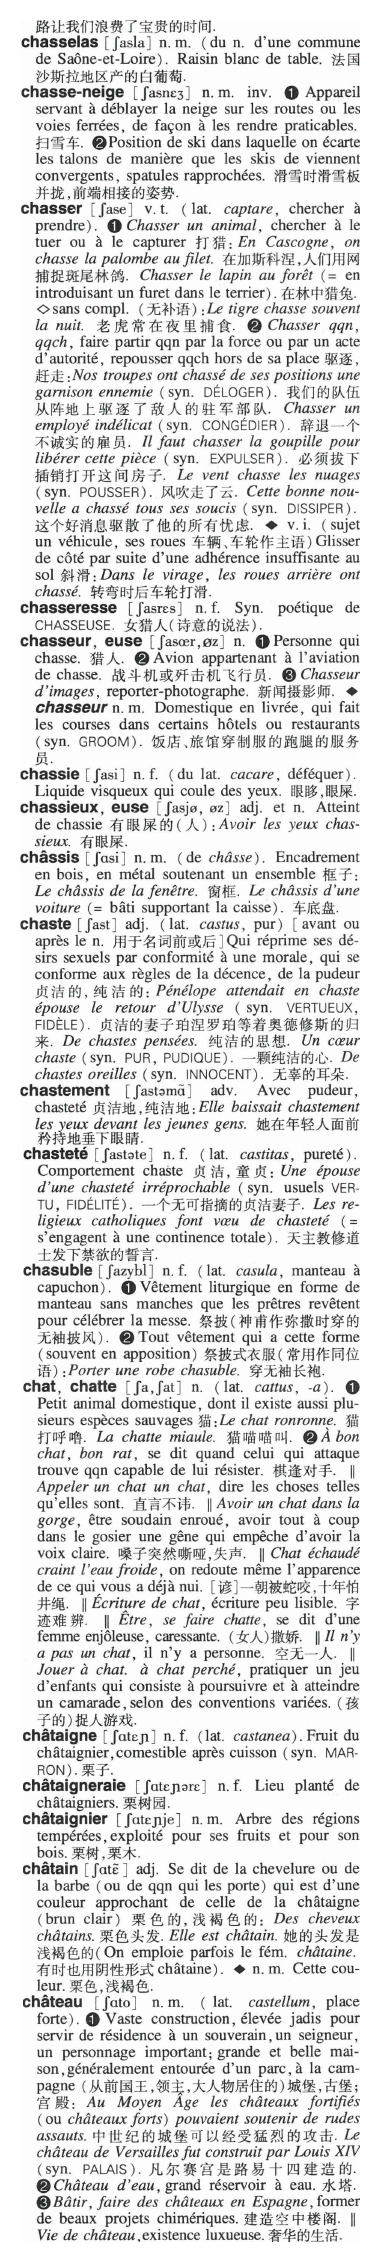 路让我们浪费了宝贵的时间.
chasselas [ʃasla] n. m. (du n. d'une commune
de Saône-et-Loire). Raisin blanc de table. 法国
沙斯拉地区产的白葡萄.
chasse-neige [ʃasnɛʒ] n. m. inv. ❶ Appareil
servant à déblayer la neige sur les routes ou les
voies ferrées, de façon à les rendre praticables.
扫雪车. ❷Position de ski dans laquelle on écarte
les talons de manière que les skis de viennent
convergents, spatules rapprochées. 滑雪时滑雪板
并拢,前端相接的姿势.
chasser [ʃase] v. t. (lat. captare, chercher à
prendre). ❶ Chasser un animal, chercher à le
tuer ou à le capturer 打猎: En Cascogne, on
chasse la palombe au filet. 在加斯科涅,人们用网
捕捉斑尾林鸽. Chasser le lapin au forêt (= en
introduisant un furet dans le terrier). 在林中猎兔.
◇sans compl. (无补语):Le tigre chasse souvent
la nuit. 老虎常在夜里捕食. ❷ Chasser qqn,
qqch, faire partir qqn par la force ou par un acte
d'autorité, repousser qqch hors de sa place 驱逐,
赶走:Nos troupes ont chassé de ses positions une
garnison ennemie (syn. DÉLOGER). 我们的队伍
从阵地上驱逐了敌人的驻军部队. Chasser un
employé indélicat (syn. CONGÉDIER). 辞退一个
不诚实的雇员. Il faut chasser la goupille pour
libérer cette pièce (syn. EXPULSER). 必须拔下
插销打开这间房子. Le vent chasse les nuages
(syn. POUSSER). 风吹走了云. Cette bonne nou-
velle a chassé tous ses soucis (syn. DISSIPER).
这个好消息驱散了他的所有忧虑. ◆ v. i. (sujet
un véhicule, ses roues 车辆、车轮作主语) Glisser
de côté par suite d'une adhérence insuffisante au
sol 斜滑: Dans le virage, les roues arrière ont
chassé. 转弯时后车轮打滑.
chasseresse [ʃasrɛs] n. f. Syn. poétique de
CHASSEUSE. 女猎人(诗意的说法).
chasseur, euse [ʃasœr,øz] n. ❶ Personne qui
chasse. 猎人. ❷ Avion appartenant à l'aviation
de chasse. 战斗机或歼击机飞行员. ❸ Chasseur
d'images, reporter-photographe. 新闻摄影师. ◆
chasseur n. m. Domestique en livrée, qui fait
les courses dans certains hôtels ou restaurants
(syn. GROOM). 饭店、旅馆穿制服的跑腿的服务
员.
chassie [ʃasi] n. f. (du lat. cacare, déféquer).
Liquide visqueux qui coule des yeux. 眼眵,眼屎.
chassieux, euse [ʃasjø, øz] adj. et n. Atteint
de chassie 有眼屎的(人): Avoir les yeux chas-
sieux. 有眼屎.
châssis [ʃɑsi] n. m. (de châsse). Encadrement
en bois, en métal soutenant un ensemble 框子:
Le châssis de la fenêtre. 窗框. Le châssis d'une
voiture (= bâti supportant la caisse). 车底盘.
chaste [ʃast] adj. (lat. castus, pur) [avant ou
après le n. 用于名词前或后] Qui réprime ses dé-
sirs sexuels par conformité à une morale, qui se
conforme aux règles de la décence, de la pudeur
贞洁的,纯洁的: Pénélope attendait en chaste
épouse le retour d'Ulysse (syn. VERTUEUX,
FIDÈLE). 贞洁的妻子珀涅罗珀等着奥德修斯的归
来. De chastes pensées. 纯洁的思想. Un cœur
chaste (syn. PUR, PUDIQUE). 一颗纯洁的心. De
chastes oreilles (syn. INNOCENT). 无辜的耳朵.
chastement [ʃastəmɑ̃] adv. Avec pudeur,
chasteté 贞洁地,纯洁地: Elle baissait chastement
les yeux devant les jeunes gens. 她在年轻人面前
矜持地垂下眼睛.
chasteté [ʃastəte] n. f. (lat. castitas, pureté).
Comportement chaste 贞洁,童贞: Une épouse
d'une chasteté irréprochable (syn. usuels VER-
TU, FIDÉLITÉ). 一个无可指摘的贞洁妻子. Les re-
ligieux catholiques font vœu de chasteté (=
s'engagent à une continence totale). 天主教修道
士发下禁欲的誓言.
chasuble [ʃazybl] n. f. (lat. casula, manteau à
capuchon). ❶ Vêtement liturgique en forme de
manteau sans manches que les prêtres revêtent
pour célébrer la messe. 祭披(神甫作弥撒时穿的
无袖披风). ❷ Tout vêtement qui a cette forme
(souvent en apposition) 祭披式衣服(常用作同位
语):Porter une robe chasuble. 穿无袖长袍.
chat, chatte [ʃa,ʃat] n. (lat. cattus, -a). ❶
Petit animal domestique, dont il existe aussi plu-
sieurs espèces sauvages 猫:Le chat ronronne. 猫
打呼噜. La chatte miaule. 猫喵喵叫. ❷ À bon
chat, bon rat, se dit quand celui qui attaque
trouve qqn capable de lui résister. 棋逢对手. ‖
Appeler un chat un chat, dire les choses telles
qu'elles sont. 直言不讳. ‖ Avoir un chat dans la
gorge, être soudain enroué, avoir tout à coup
dans le gosier une gêne qui empêche d'avoir la
voix claire. 嗓子突然嘶哑,失声. ‖ Chat échaudé
craint l'eau froide, on redoute même l'apparence
de ce qui vous a déjà nui. [谚]一朝被蛇咬,十年怕
井绳. ‖ Écriture de chat, écriture peu lisible. 字
迹难辨. ‖ Être, se faire chatte, se dit d'une
femme enjôleuse, caressante. (女人)撒娇. ‖ Il n'y
a pas un chat, il n'y a personne. 空无一人. ‖
Jouer à chat. à chat perché, pratiquer un jeu
d'enfants qui consiste à poursuivre et à atteindre
un camarade, selon des conventions variées. (孩
子的)捉人游戏.
châtaigne [ʃɑtɛɲ] n. f. (lat. castanea). Fruit du
châtaignier, comestible après cuisson (syn. MAR-
RON). 栗子.
châtaigneraie [ʃɑtɛɲərɛ] n. f. Lieu planté de
châtaigniers. 栗树园.
châtaignier [ʃɑtɛɲje] n. m. Arbre des régions
tempérées, exploité pour ses fruits et pour son
bois. 栗树,栗木.
châtain [ʃɑtɛ̃] adj. Se dit de la chevelure ou de
la barbe (ou de qqn qui les porte) qui est d'une
couleur approchant de celle de la châtaigne
(brun clair) 栗色的,浅褐色的: Des cheveux
châtains. 栗色头发. Elle est châtain. 她的头发是
浅褐色的(On emploie parfois le fém. châtaine.
有时也用阴性形式 châtaine). ◆ n. m. Cette cou-
leur. 栗色,浅褐色.
château [ʃɑto] n. m. (lat. castellum, place
forte). ❶ Vaste construction, élevée jadis pour
servir de résidence à un souverain, un seigneur,
un personnage important; grande et belle mai-
son,généralement entourée d'un parc, à la cam-
pagne (从前国王,领主,大人物居住的)城堡,古堡;
宫殿: Au Moyen Âge les châteaux fortifiés
(ou châteaux forts) pouvaient soutenir de rudes
assauts. 中世纪的城堡可以经受猛烈的攻击. Le
château de Versailles fut construit par Louis XIV
(syn. PALAIS). 凡尔赛宫是路易十四建造的.
❷Château d'eau, grand réservoir à eau. 水塔.
❸Bâtir, faire des châteaux en Espagne, former
de beaux projets chimériques. 建造空中楼阁. ‖
Vie de château,existence luxueuse. 奢华的生活.